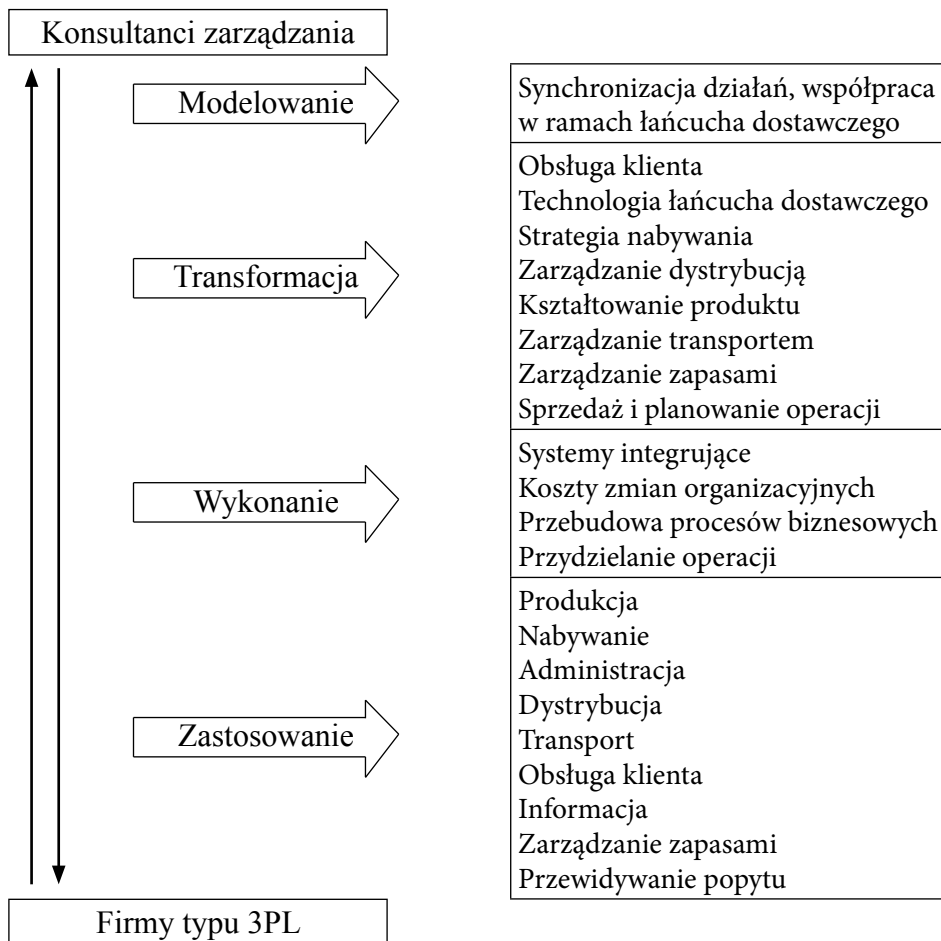 Konsultanci zarządzania
Modelowanie
Synchronizacja działań, współpraca
w ramach łańcucha dostawczego
Transformacja
Obsługa klienta
Technologia łańcucha dostawczego
Strategia nabywania
Zarządzanie dystrybucją
Kształtowanie produktu
Zarządzanie transportem
Zarządzanie zapasami
Sprzedaż i planowanie operacji
Wykonanie
Systemy integrujące
Koszty zmian organizacyjnych
Przebudowa procesów biznesowych
Przydzielanie operacji
Zastosowanie
Produkcja
Nabywanie
Administracja
Dystrybucja
Transport
Obsługa klienta
Informacja
Zarządzanie zapasami
Przewidywanie popytu
Firmy typu 3PL